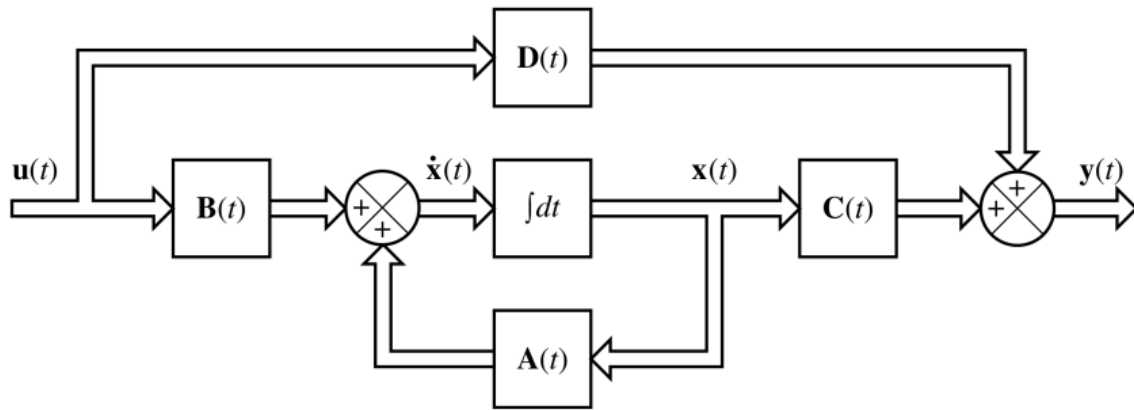 D(t)
u(t)
B(t)
+
+
ẋ(t)
∫dt
x(t)
C(t)
+
+
y(t)
A(t)